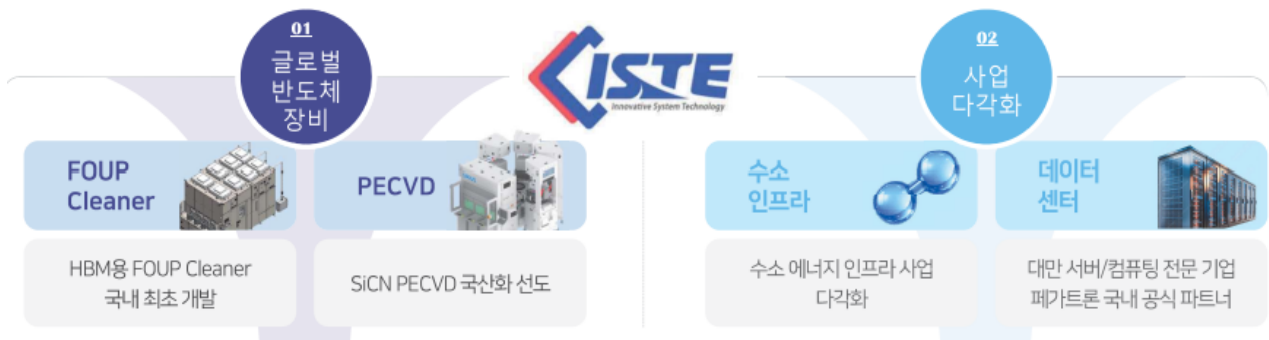 01
글로벌
반도체
장비
ISTE
Innovative System Technology
02
사업
다각화
FOUP
Cleaner
PECVD
수소
인프라
데이터
센터
HBM용 FOUP Cleaner
국내 최초 개발
SiCN PECVD 국산화 선도
수소 에너지 인프라 사업
다각화
대만 서버/컴퓨팅 전문 기업
페가트론 국내 공식 파트너